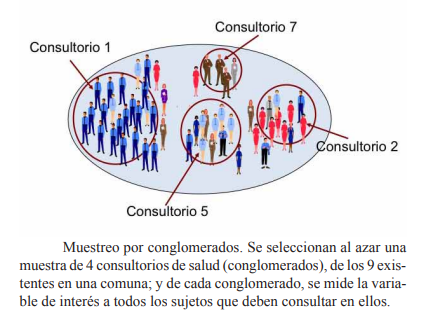 Consultorio 7
Consultorio 1
Consultorio 2
Consultorio 5
Muestreo por conglomerados. Se seleccionan al azar una
muestra de 4 consultorios de salud (conglomerados), de los 9 exis-
tentes en una comuna; y de cada conglomerado, se mide la varia-
ble de interés a todos los sujetos que deben consultar en ellos.